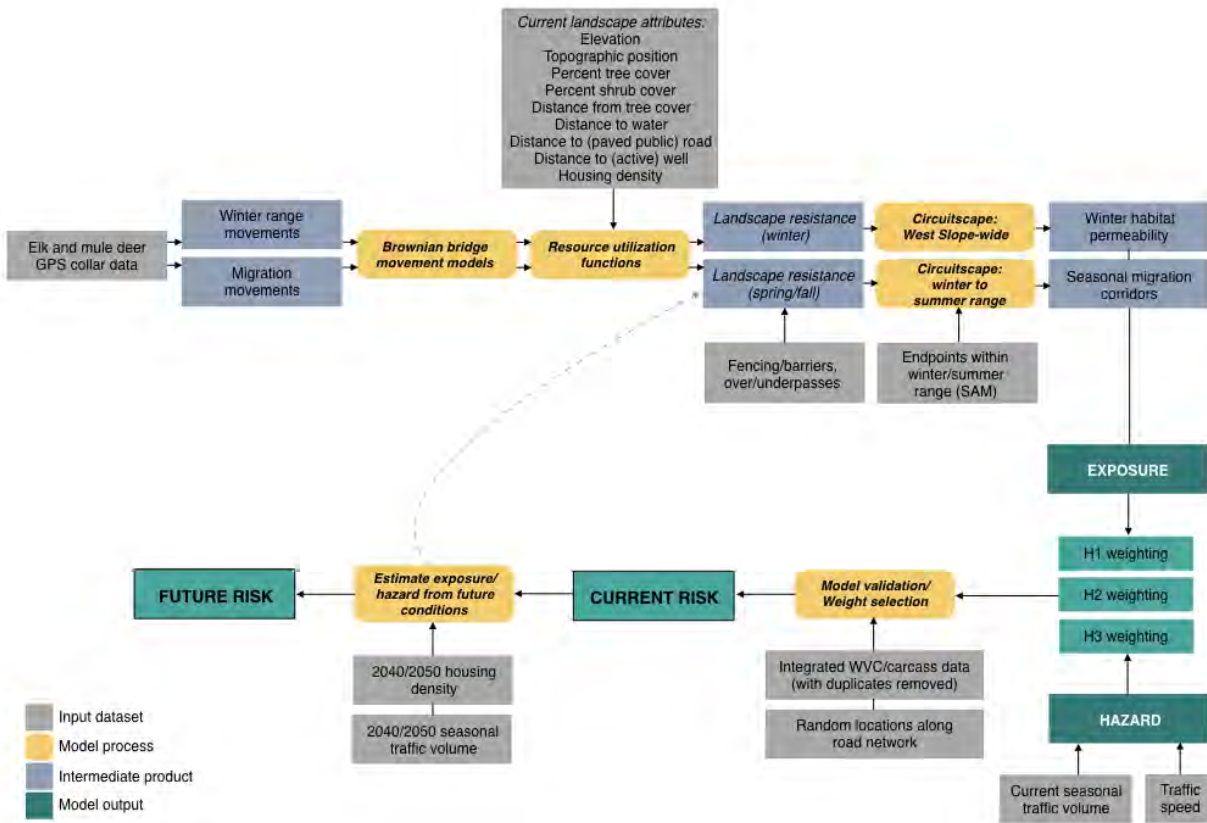 Current landscape attributes:
Elevation
Topographic position
Percent tree cover
Percent shrub cover
Distance from tree cover
Distance to water
Distance to (paved public) road
Distance to (active) well
Housing density
Elk and mule deer
GPS collar data
Winter range
movements
Migration
movements
Brownian bridge
movement models
Resource utilization
functions
Landscape resistance
(winter)
Landscape resistance
(spring/fall)
Circuitscape:
West Slope-wide
Circuitscape:
winter to
summer range
Winter habitat
permeability
Seasonal migration
corridors
Fencing/barriers,
over/underpasses
Endpoints within
winter/summer
range (SAM)
EXPOSURE
H1 weighting
H2 weighting
H3 weighting
HAZARD
Current seasonal
traffic volume
Traffic
speed
Model validation/
Weight selection
Integrated WVC/carcass data
(with duplicates removed)
Random locations along
road network
CURRENT RISK
Estimate exposure/
hazard from future
conditions
2040/2050 housing
density
2040/2050 seasonal
traffic volume
FUTURE RISK
Input dataset
Model process
Intermediate product
Model output